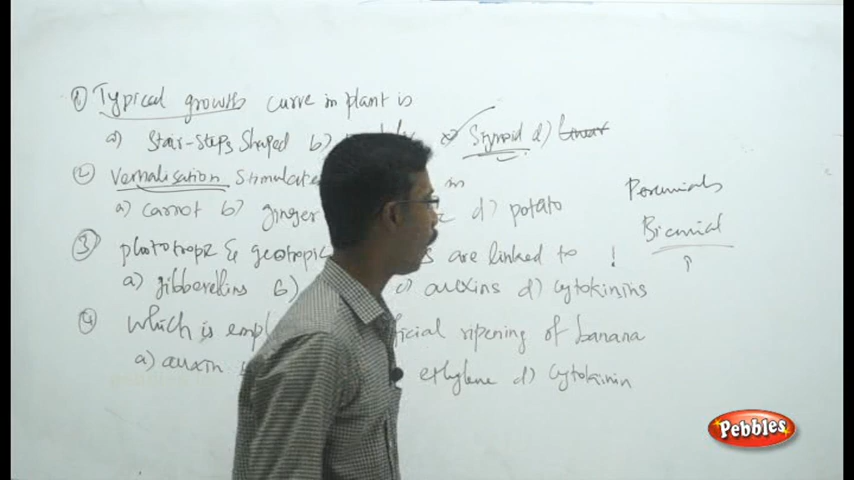 ① Typical growth curve in plant is
a) Stair-steps shaped b) c) Sigmoid d) linear
② Vernalisation stimulates in
a) carrot b) ginger d) potato
③ phototropic & geotropic are linked to !
a) gibberellins b) c) auxins d) cytokinins
④ which is ripening of banana
a) auxin ethylene d) cytokinin
Perennials
Biennial
Pebbles